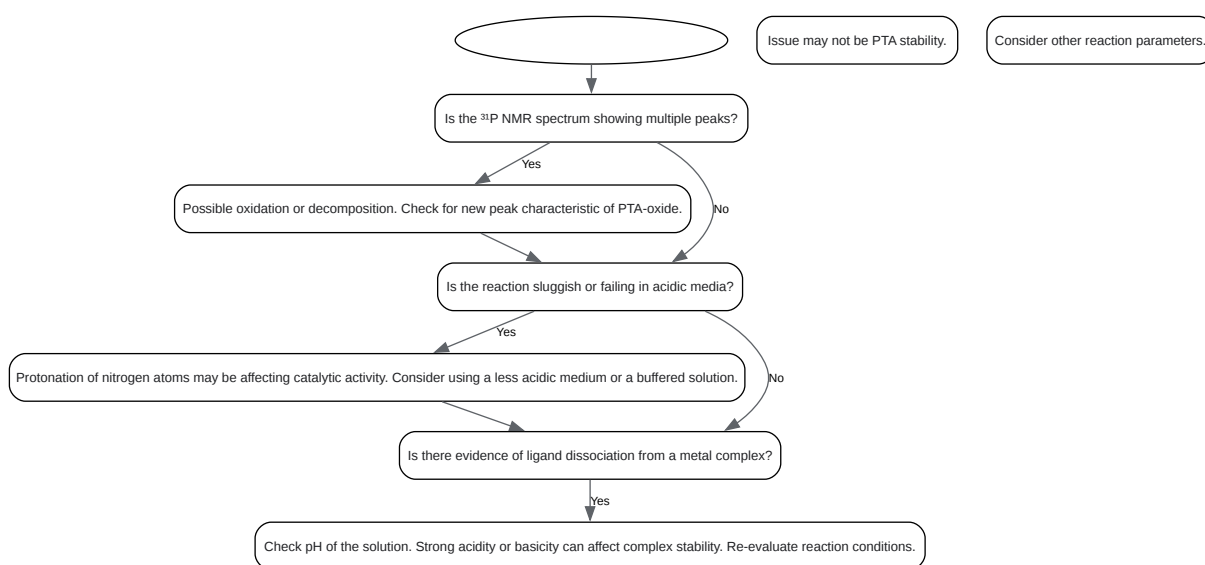 Issue may not be PTA stability.
Consider other reaction parameters.
Is the ³¹P NMR spectrum showing multiple peaks?
Yes
Possible oxidation or decomposition. Check for new peak characteristic of PTA-oxide.
No
Is the reaction sluggish or failing in acidic media?
Yes
Protonation of nitrogen atoms may be affecting catalytic activity. Consider using a less acidic medium or a buffered solution.
No
Is there evidence of ligand dissociation from a metal complex?
Yes
Check pH of the solution. Strong acidity or basicity can affect complex stability. Re-evaluate reaction conditions.